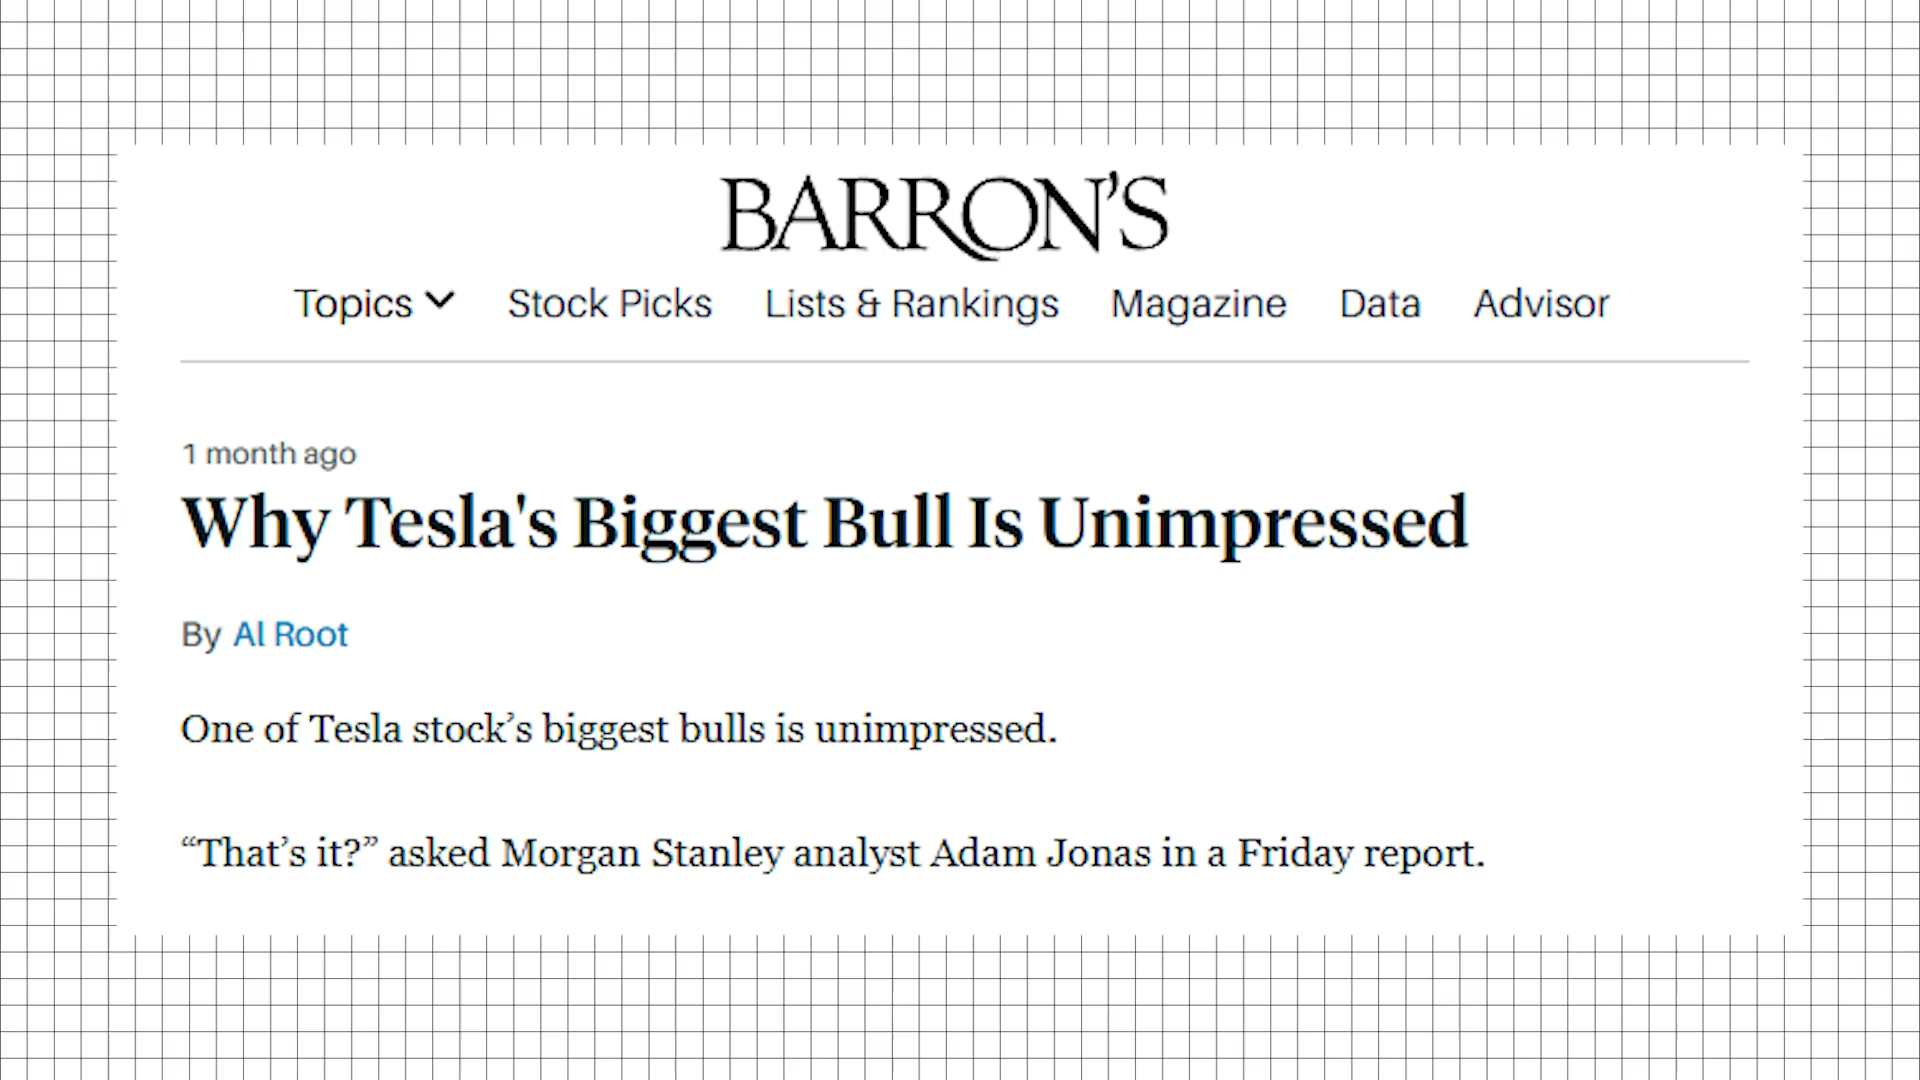 BARRON'S
Topics Stock Picks Lists & Rankings Magazine Data Advisor
1 month ago
Why Tesla's Biggest Bull Is Unimpressed
By Al Root
One of Tesla stock’s biggest bulls is unimpressed.
“That’s it?” asked Morgan Stanley analyst Adam Jonas in a Friday report.